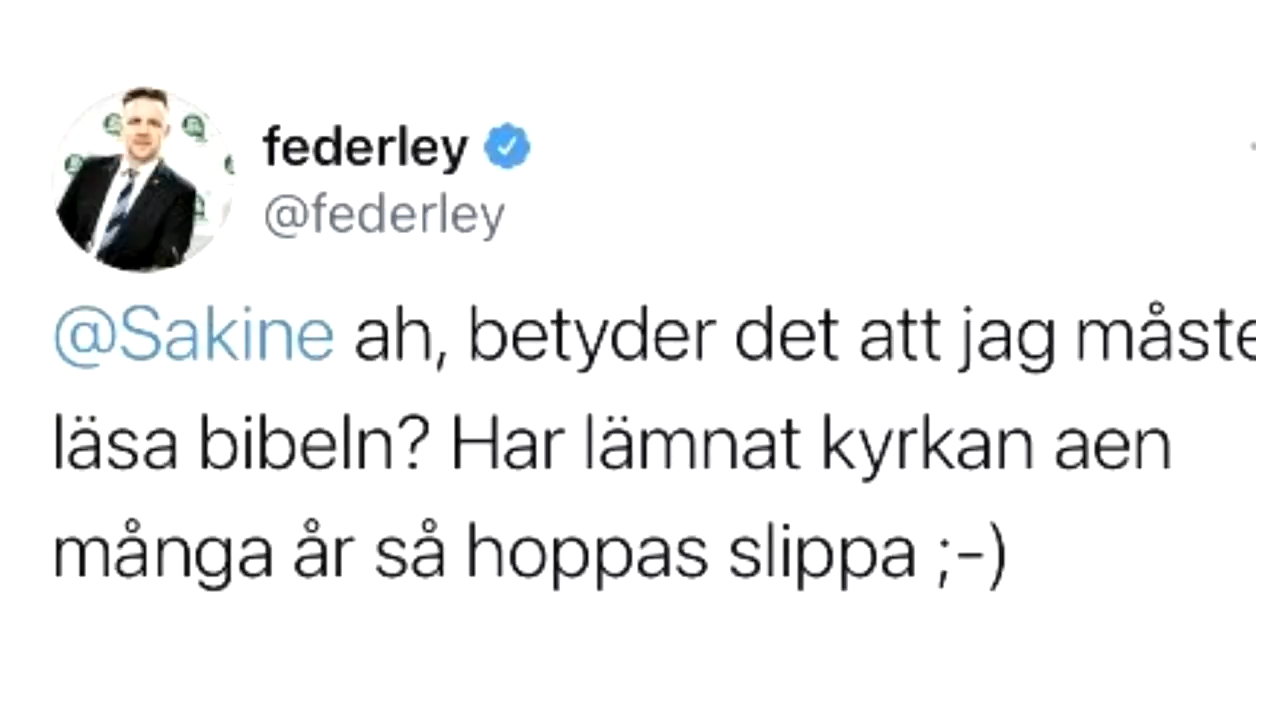 federley
@federley
@Sakine ah, betyder det att jag måste
läsa bibeln? Har lämnat kyrkan aen
många år så hoppas slippa ;-)